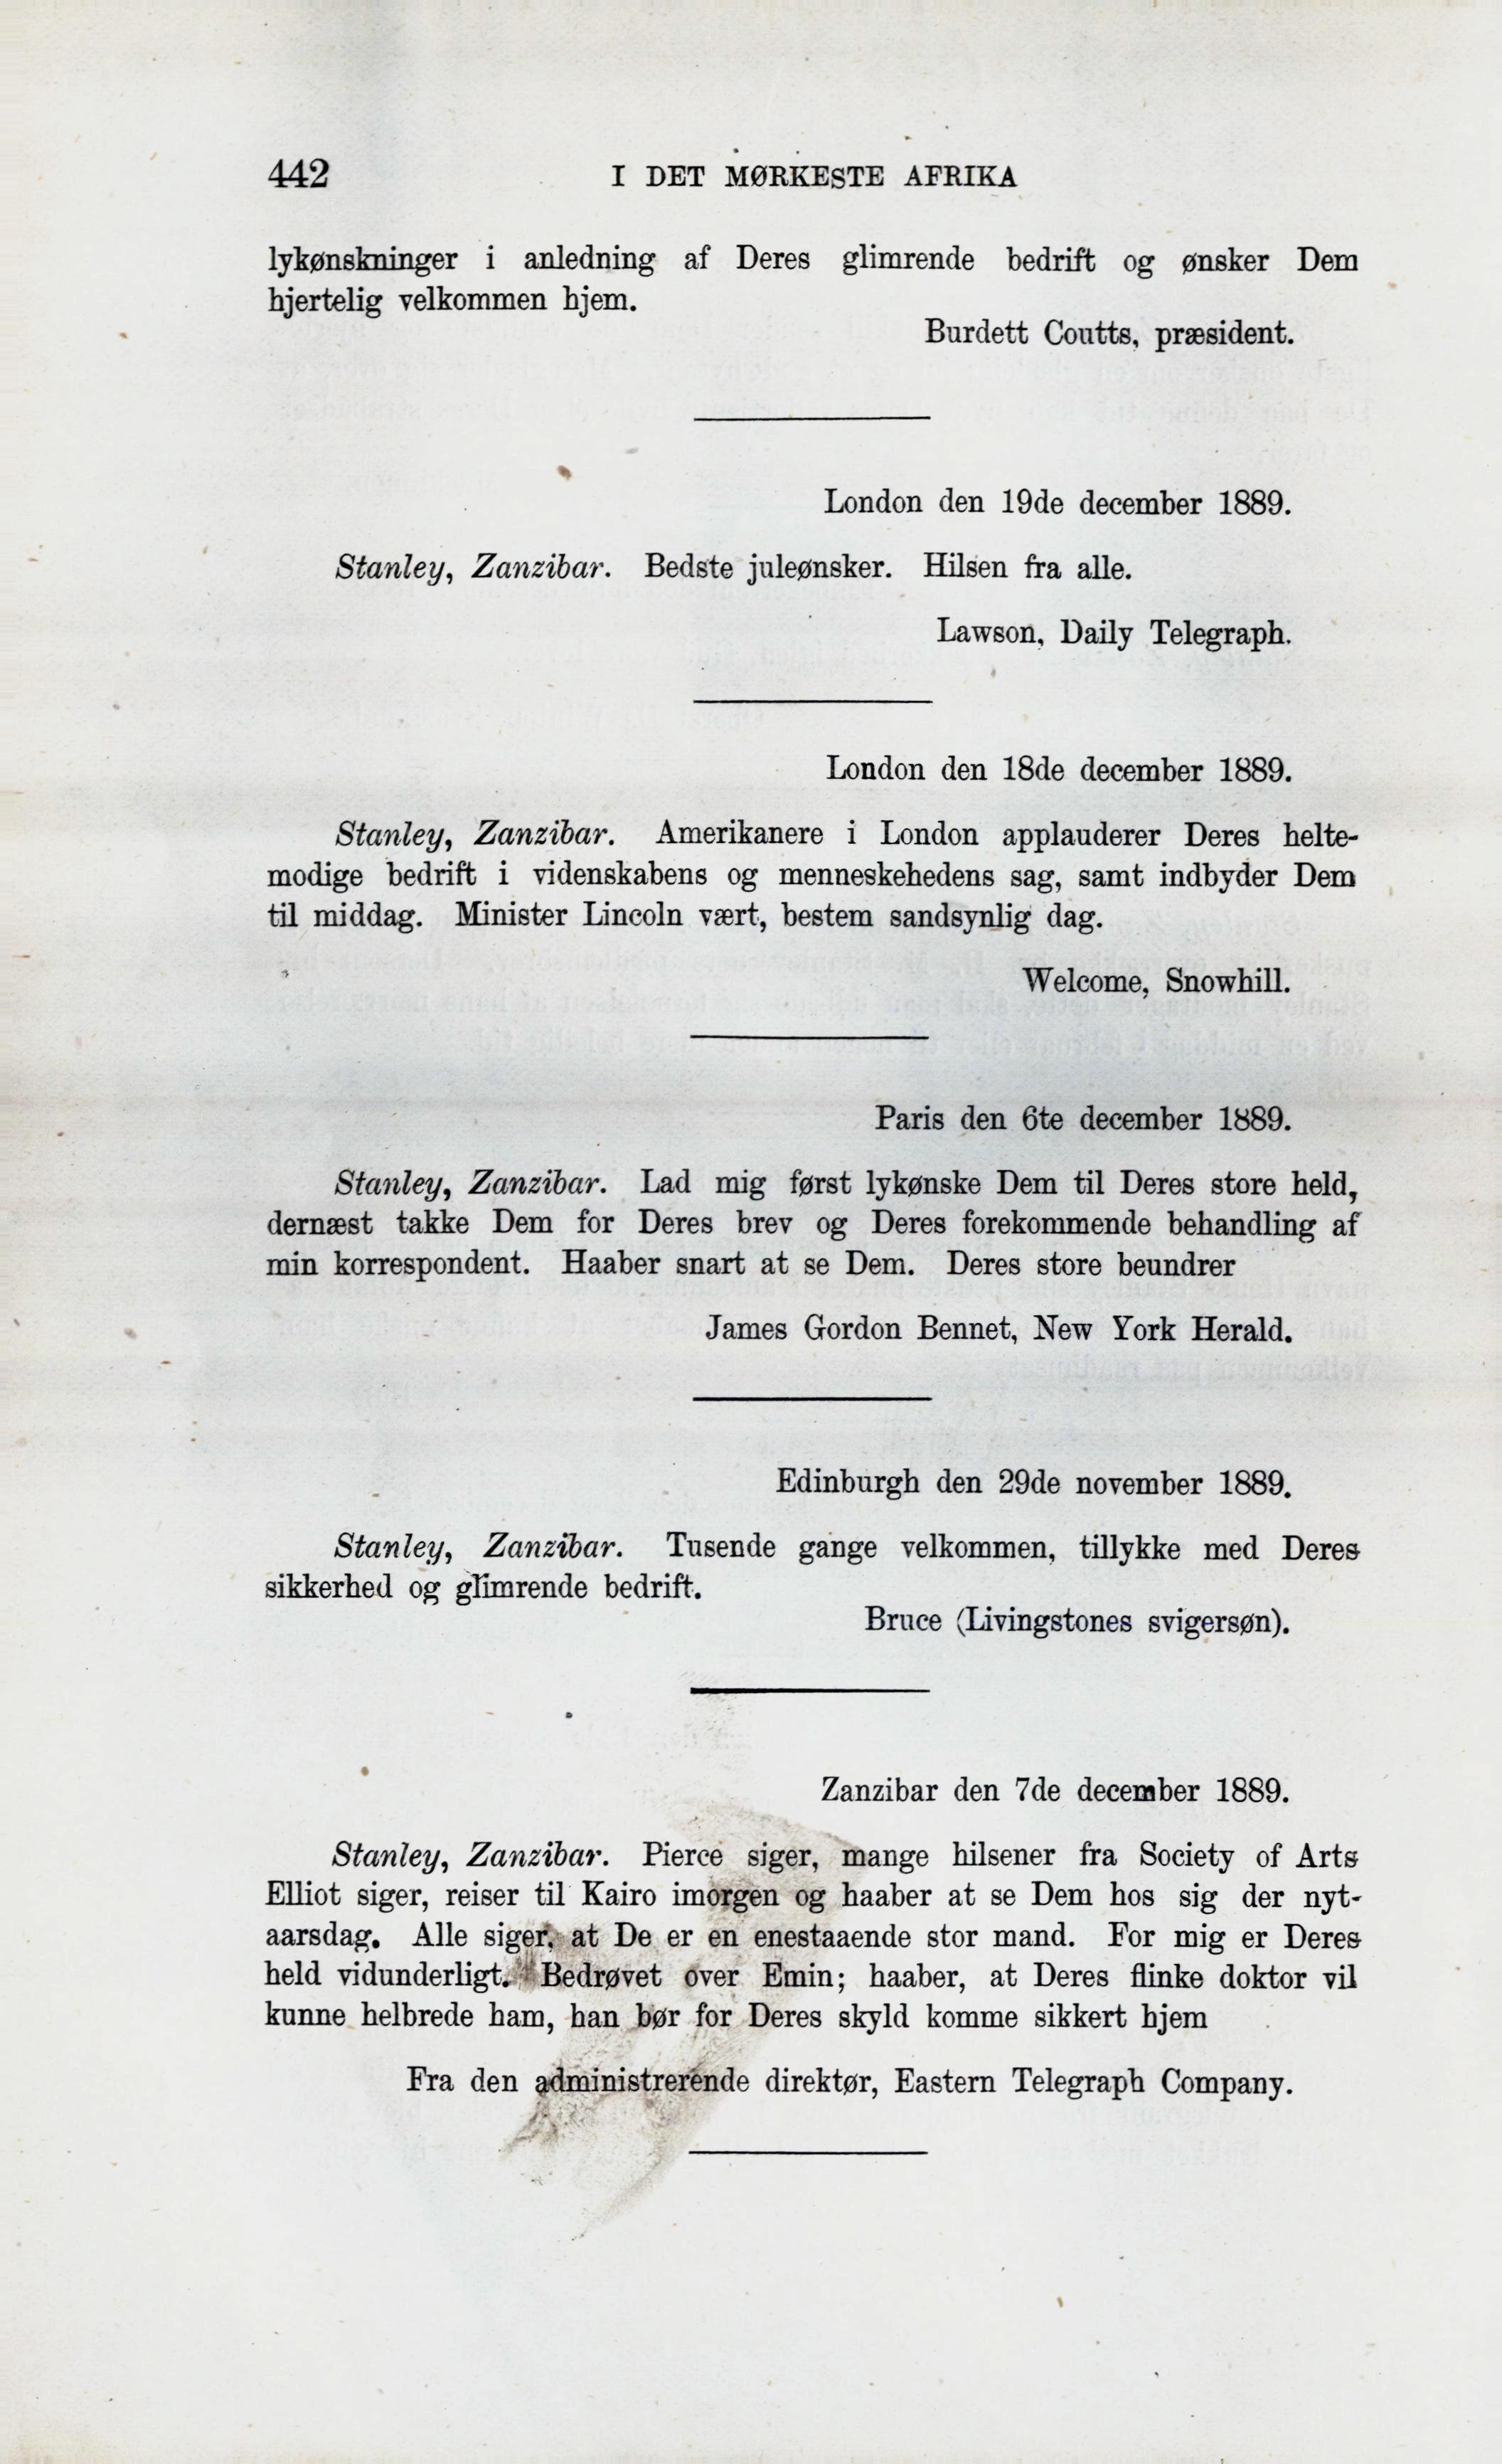 442 I DET MØRKESTE AFRIKA
lykønskninger i anledning af Deres glimrende bedrift og ønsker Dem
hjertelig velkommen hjem.
Burdett Coutts, præsident.
London den 19de december 1889.
Stanley, Zanzibar. Bedste juleønsker. Hilsen fra alle.
Lawson, Daily Telegraph.
London den 18de december 1889.
Stanley, Zanzibar. Amerikanere i London applauderer Deres helte-
modige bedrift i videnskabens og menneskehedens sag, samt indbyder Dem
til middag. Minister Lincoln vært, bestem sandsynlig dag.
Welcome, Snowhill.
Paris den 6te december 1889.
Stanley, Zanzibar. Lad mig først lykønske Dem til Deres store held,
dernæst takke Dem for Deres brev og Deres forekommende behandling af
min korrespondent. Haaber snart at se Dem. Deres store beundrer
James Gordon Bennet, New York Herald.
Edinburgh den 29de november 1889.
Stanley, Zanzibar. Tusende gange velkommen, tillykke med Deres
sikkerhed og glimrende bedrift.
Bruce (Livingstones svigersøn).
Zanzibar den 7de december 1889.
Stanley, Zanzibar. Pierce siger, mange hilsener fra Society of Arts
Elliot siger, reiser til Kairo imorgen og haaber at se Dem hos sig der nyt-
aarsdag. Alle siger, at De er en enestaaende stor mand. For mig er Deres
held vidunderligt. Bedrøvet over Emin; haaber, at Deres flinke doktor vil
kunne helbrede ham, han bør for Deres skyld komme sikkert hjem
Fra den administrerende direktør, Eastern Telegraph Company.